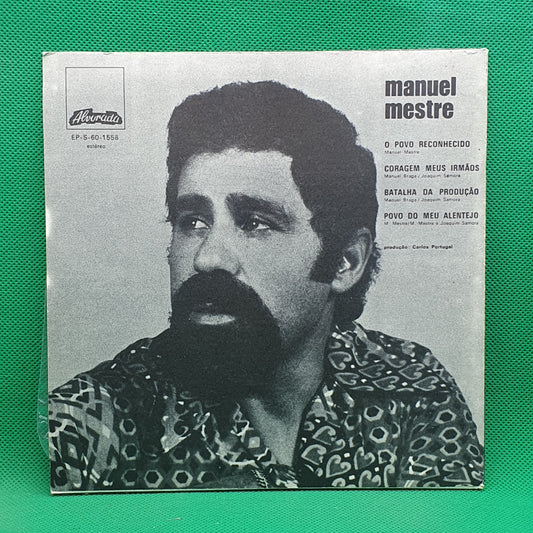 Alvorada
EP-S-60-1558
estéreo
manuel
mestre
O POVO RECONHECIDO
Manuel Mestre
CORAGEM MEUS IRMÃOS
Manuel Braga / Joaquim Samora
BATALHA DA PRODUÇÃO
Manuel Braga / Joaquim Samora
POVO DO MEU ALENTEJO
M. Mestre/M. Mestre e Joaquim Samora
produção: Carlos Portugal